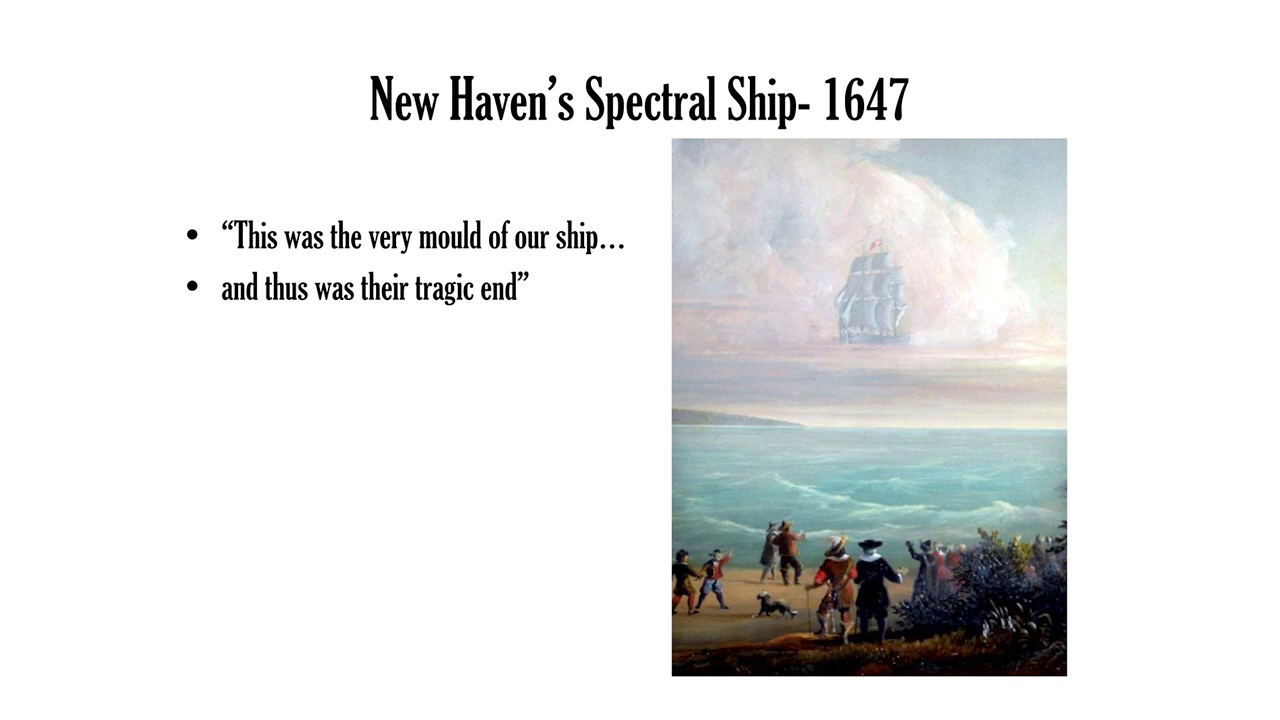 New Haven’s Spectral Ship- 1647
• “This was the very mould of our ship…
• and thus was their tragic end”